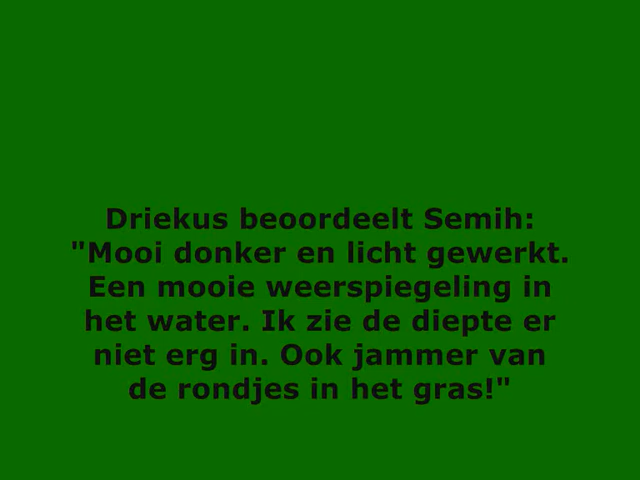 Driekus beoordeelt Semih:
"Mooi donker en licht gewerkt.
Een mooie weerspiegeling in
het water. Ik zie de diepte er
niet erg in. Ook jammer van
de rondjes in het gras!"